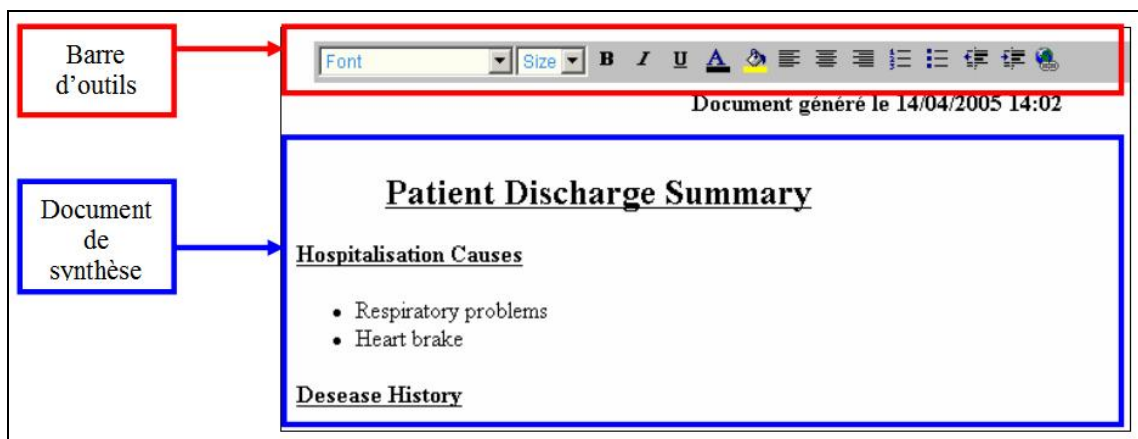 Barre
d’outils
Font Size B I U A
Document généré le 14/04/2005 14:02
Patient Discharge Summary
Document
de
synthèse
Hospitalisation Causes
• Respiratory problems
• Heart brake
Desease History